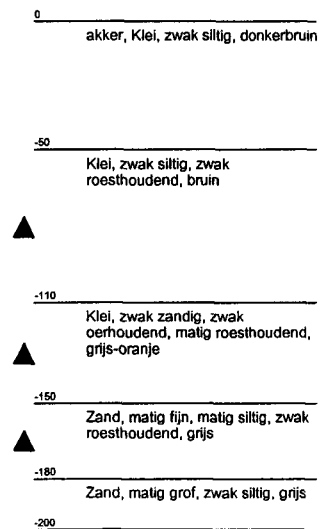 0
akker, Klei, zwak siltig, donkerbruin
-50
Klei, zwak siltig, zwak
roesthoudend, bruin
-110
Klei, zwak zandig, zwak
oerhoudend, matig roesthoudend,
grijs-oranje
-150
Zand, matig fijn, matig siltig, zwak
roesthoudend, grijs
-180
Zand, matig grof, zwak siltig, grijs
-200